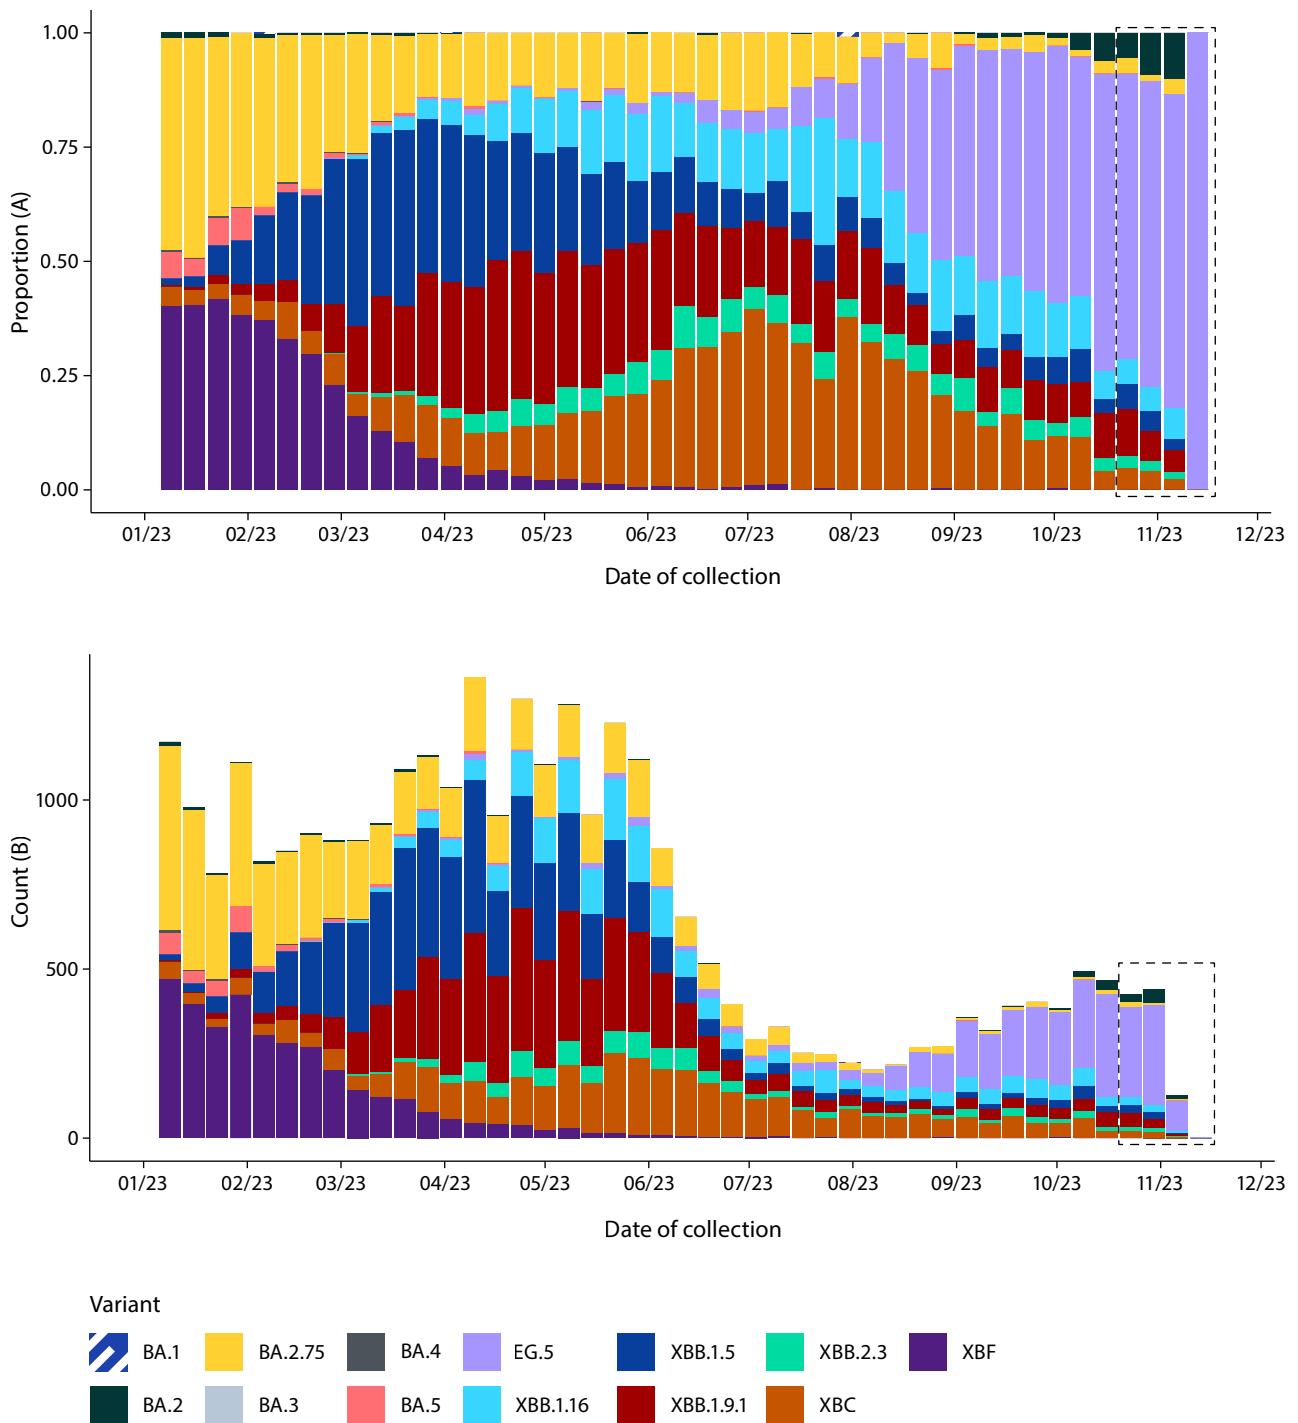 1.00
0.75
0.50
0.25
0.00
Proportion (A)
01/23 02/23 03/23 04/23 05/23 06/23 07/23 08/23 09/23 10/23 11/23 12/23
Date of collection
1000
500
0
Count (B)
01/23 02/23 03/23 04/23 05/23 06/23 07/23 08/23 09/23 10/23 11/23 12/23
Date of collection
Variant
BA.1 BA.2.75 BA.4 EG.5 XBB.1.5 XBB.2.3 XBF
BA.2 BA.3 BA.5 XBB.1.16 XBB.1.9.1 XBC